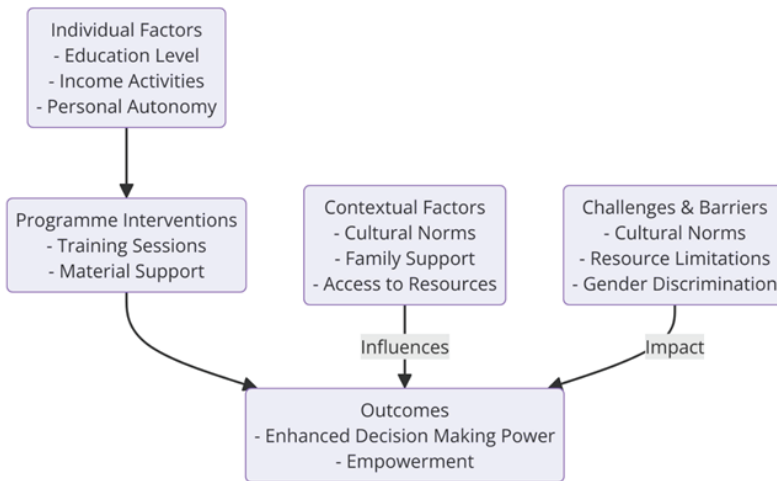 Individual Factors
- Education Level
- Income Activities
- Personal Autonomy
Programme Interventions
- Training Sessions
- Material Support
Contextual Factors
- Cultural Norms
- Family Support
- Access to Resources
Challenges & Barriers
- Cultural Norms
- Resource Limitations
- Gender Discrimination
Influences
Impact
Outcomes
- Enhanced Decision Making Power
- Empowerment